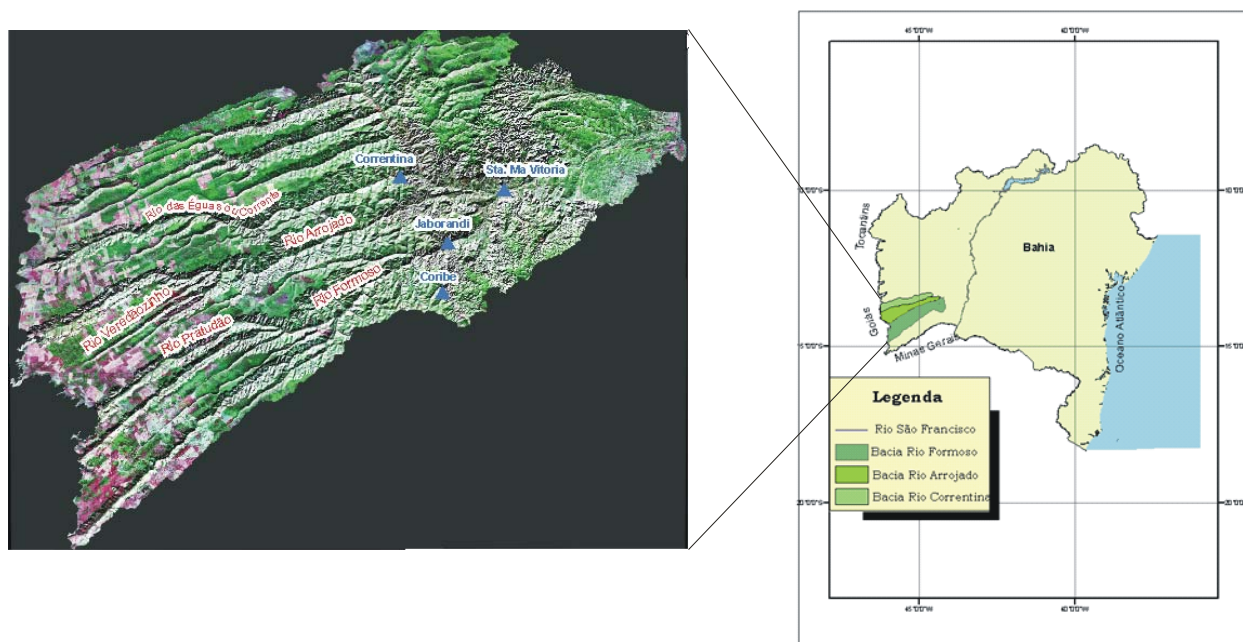 Correntina
Sta. Ma Vitoria
Rio das Éguas ou Corrente
Rio Arrojado
Jaborandi
Rio Formoso
Coribe
Rio Veredãozinho
Rio Pratudão
Tocantins
Bahia
Goiás
Minas Gerais
Oceano Atlântico
Legenda
Rio São Francisco
Bacia Rio Formoso
Bacia Rio Arrojado
Bacia Rio Correntina